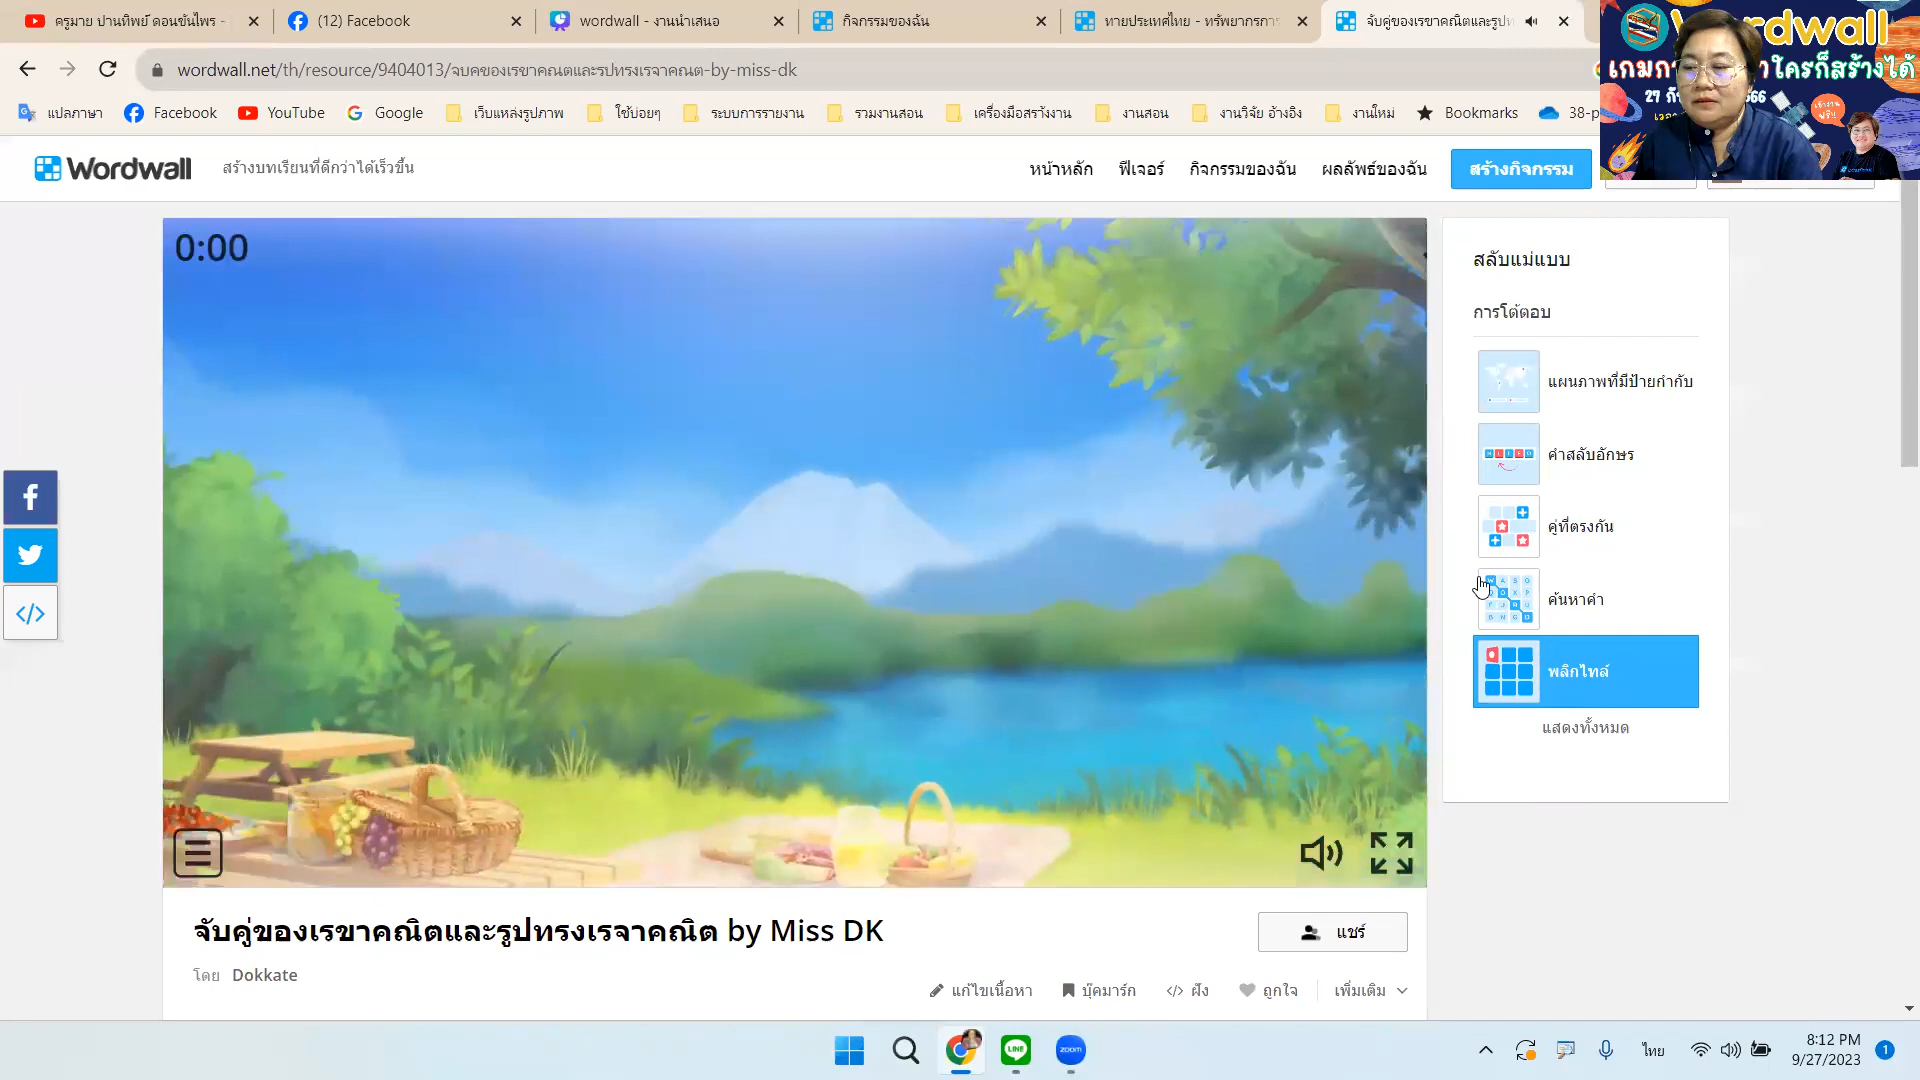 ครูมาย ปานทิพย์ ดอนขันไพร -
(12) Facebook
wordwall - งานนำเสนอ
กิจกรรมของฉัน
ทายประเทศไทย - ทรัพยากรการ
จับคู่ของเรขาคณิตและรูปท
wordwall.net/th/resource/9404013/จบคของเรขาคณตและรปทรงเรจาคณต-by-miss-dk
แปลภาษา
Facebook
YouTube
Google
เว็บแหล่งรูปภาพ
ใช้บ่อยๆ
ระบบการรายงาน
รวมงานสอน
เครื่องมือสร้างงาน
งานสอน
งานวิจัย อ้างอิง
งานใหม่
Bookmarks
38-p
Wordwall
สร้างบทเรียนที่ดีกว่าได้เร็วขึ้น
หน้าหลัก
ฟีเจอร์
กิจกรรมของฉัน
ผลลัพธ์ของฉัน
สร้างกิจกรรม
ordwall
เกมก
ใครก็สร้างได้
27 กั
566
0:00
สลับแม่แบบ
การโต้ตอบ
แผนภาพที่มีป้ายกำกับ
คำสลับอักษร
คู่ที่ตรงกัน
ค้นหาคำ
พลิกไทล์
แสดงทั้งหมด
จับคู่ของเรขาคณิตและรูปทรงเรจาคณิต by Miss DK
แชร์
โดย Dokkate
แก้ไขเนื้อหา
บุ๊คมาร์ก
ฝัง
ถูกใจ
เพิ่มเติม
LINE
zoom
ไทย
8:12 PM
9/27/2023
1